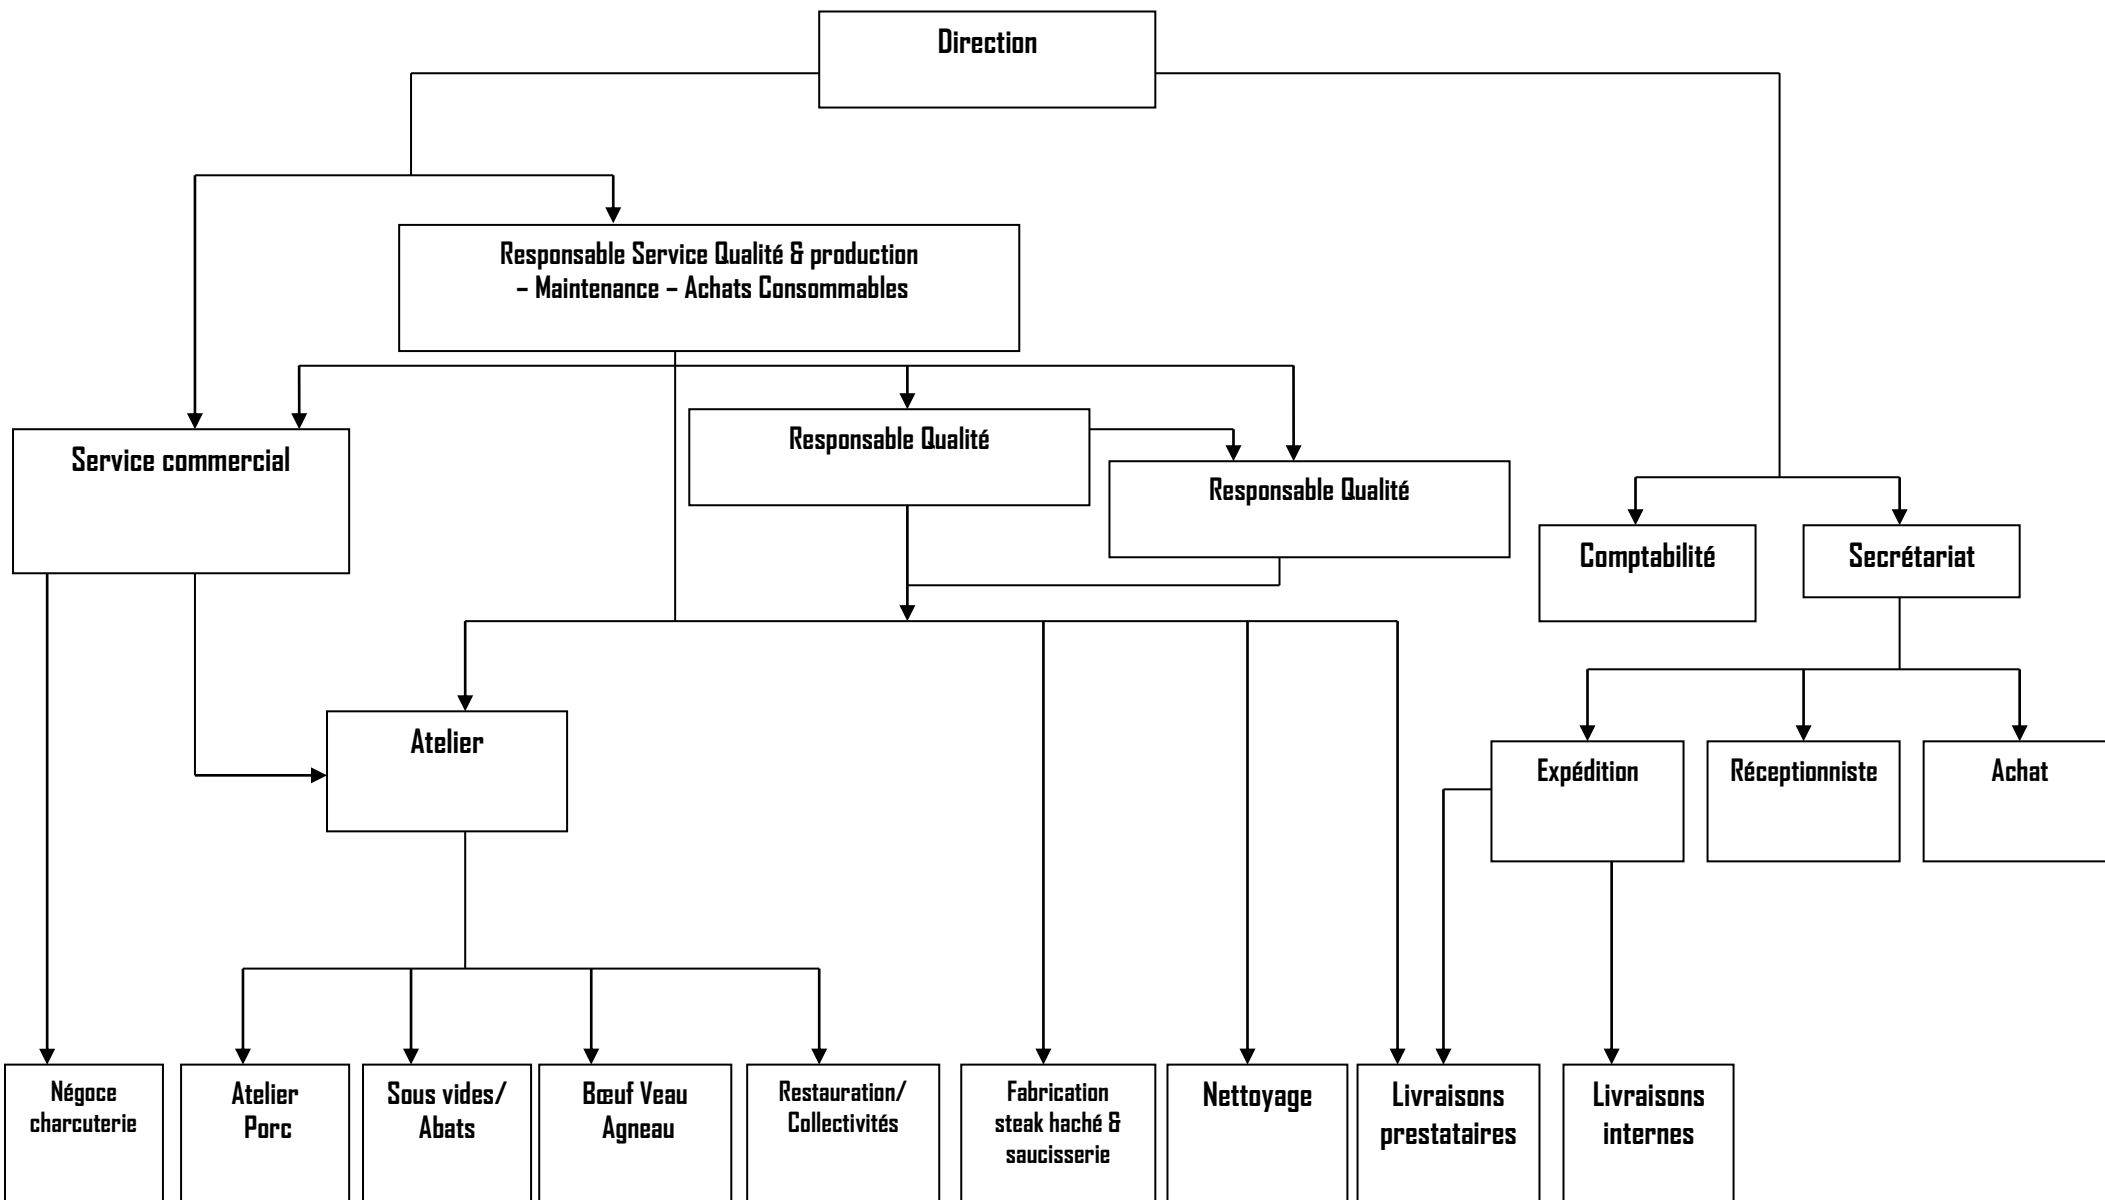 Direction
Responsable Service Qualité & production
– Maintenance – Achats Consommables
Responsable Qualité
Service commercial
Responsable Qualité
Comptabilité
Secrétariat
Atelier
Expédition
Réceptionniste
Achat
Négoce
charcuterie
Atelier
Porc
Sous vides/
Abats
Bœuf Veau
Agneau
Restauration/
Collectivités
Fabrication
steak haché &
saucisserie
Nettoyage
Livraisons
prestataires
Livraisons
internes